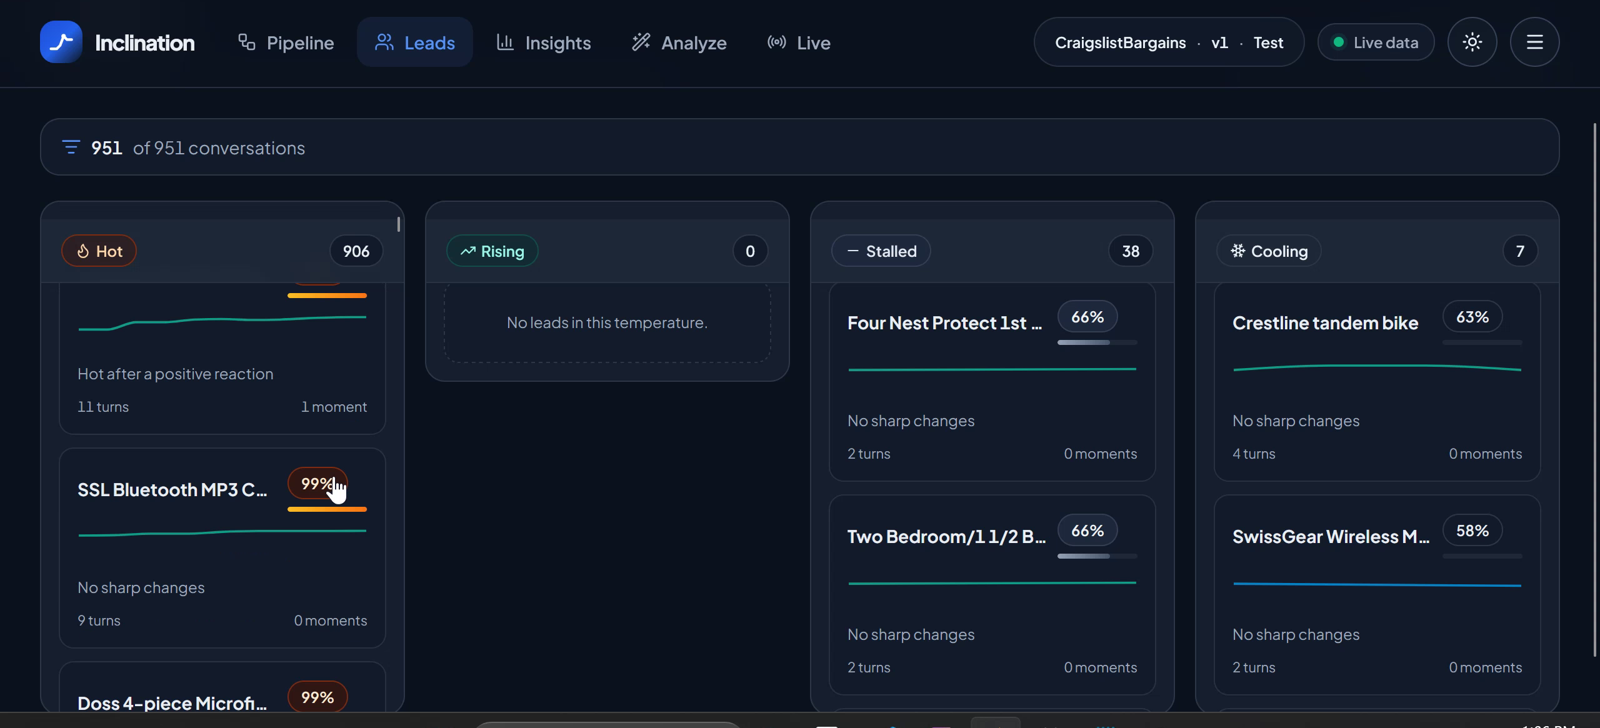 Inclination
Pipeline
Leads
Insights
Analyze
Live
CraigslistBargains · v1 · Test
Live data
951 of 951 conversations
Hot
906
Hot after a positive reaction
11 turns
1 moment
SSL Bluetooth MP3 C...
99%
No sharp changes
9 turns
0 moments
Doss 4-piece Microfi...
99%
Rising
0
No leads in this temperature.
Stalled
38
Four Nest Protect 1st ...
66%
No sharp changes
2 turns
0 moments
Two Bedroom/1 1/2 B...
66%
No sharp changes
2 turns
0 moments
Cooling
7
Crestline tandem bike
63%
No sharp changes
4 turns
0 moments
SwissGear Wireless M...
58%
No sharp changes
2 turns
0 moments